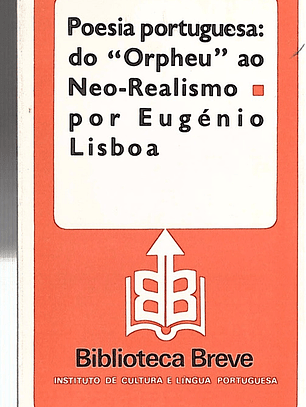 Poesia portuguesa:
do “Orpheu” ao
Neo-Realismo
por Eugénio
Lisboa
Biblioteca Breve
INSTITUTO DE CULTURA E LÍNGUA PORTUGUESA